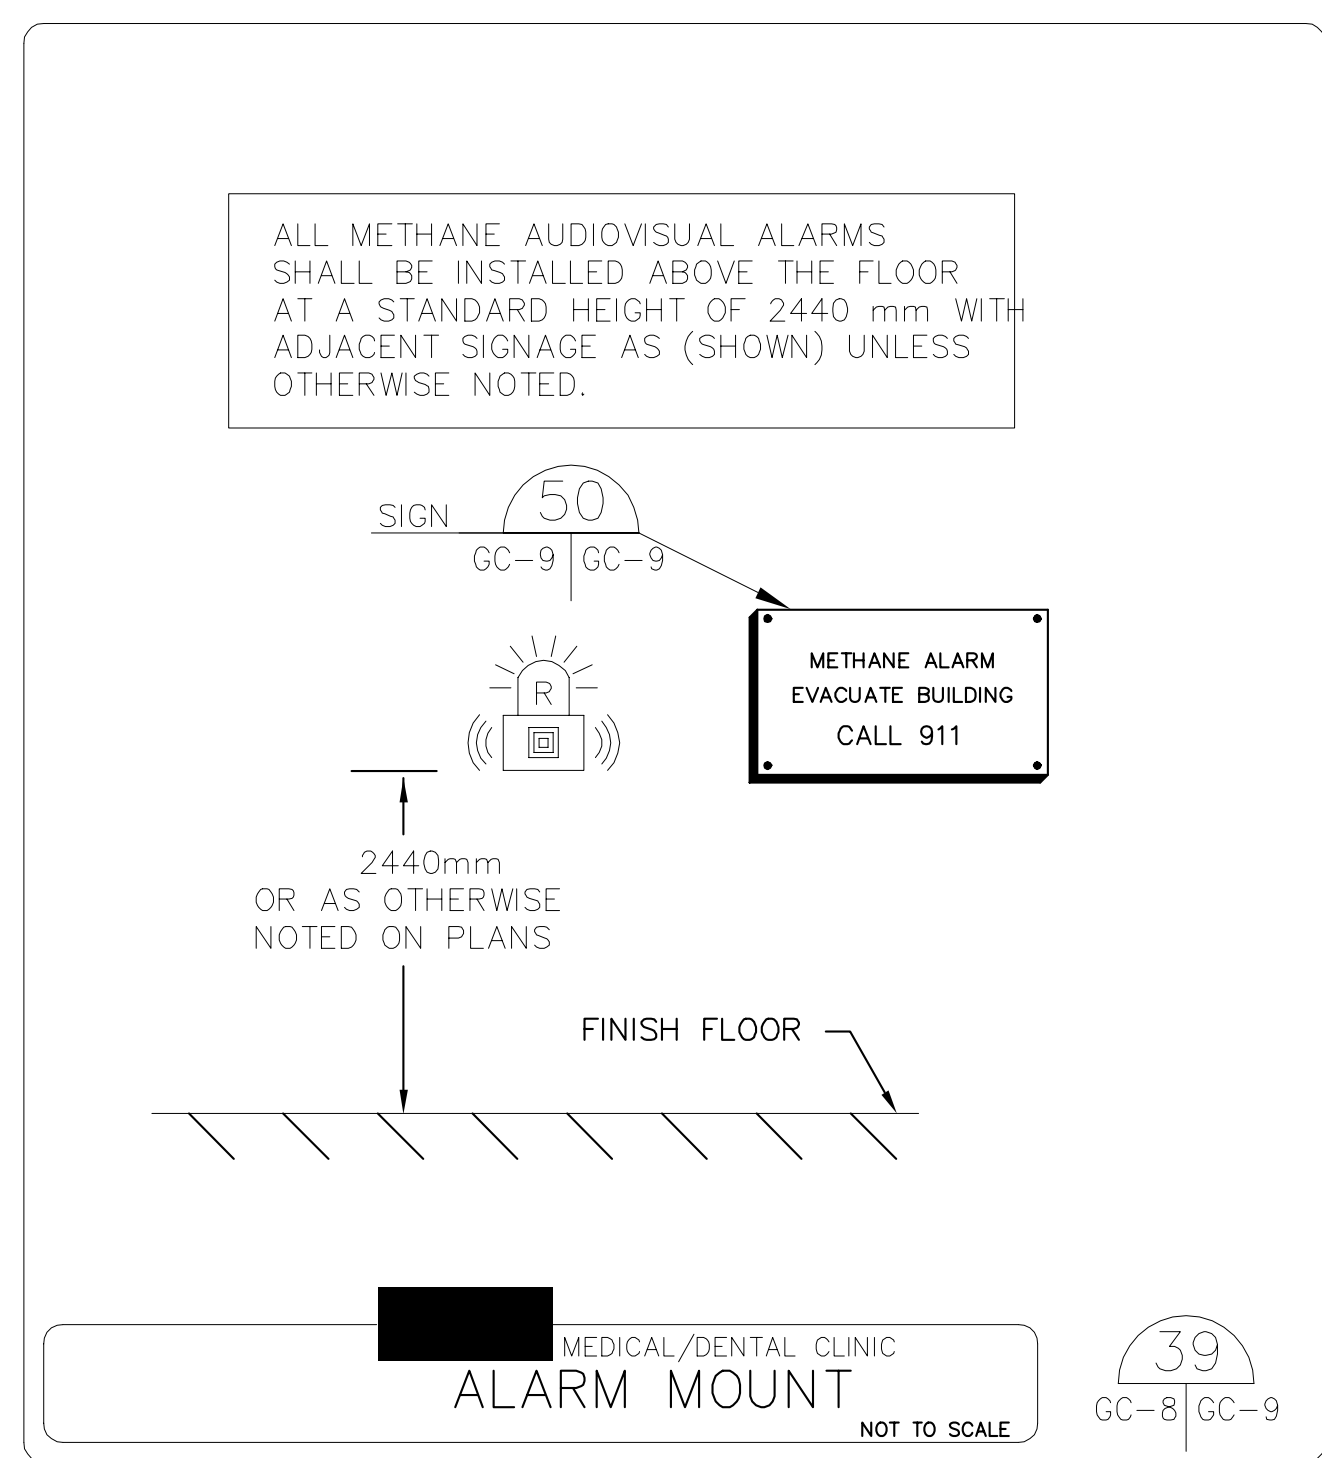 ALL METHANE AUDIOVISUAL ALARMS
SHALL BE INSTALLED ABOVE THE FLOOR
AT A STANDARD HEIGHT OF 2440 mm WITH
ADJACENT SIGNAGE AS (SHOWN) UNLESS
OTHERWISE NOTED.
SIGN
50
GC-9 GC-9
METHANE ALARM
EVACUATE BUILDING
CALL 911
R
2440mm
OR AS OTHERWISE
NOTED ON PLANS
FINISH FLOOR
MEDICAL/DENTAL CLINIC
ALARM MOUNT
NOT TO SCALE
39
GC-8 GC-9